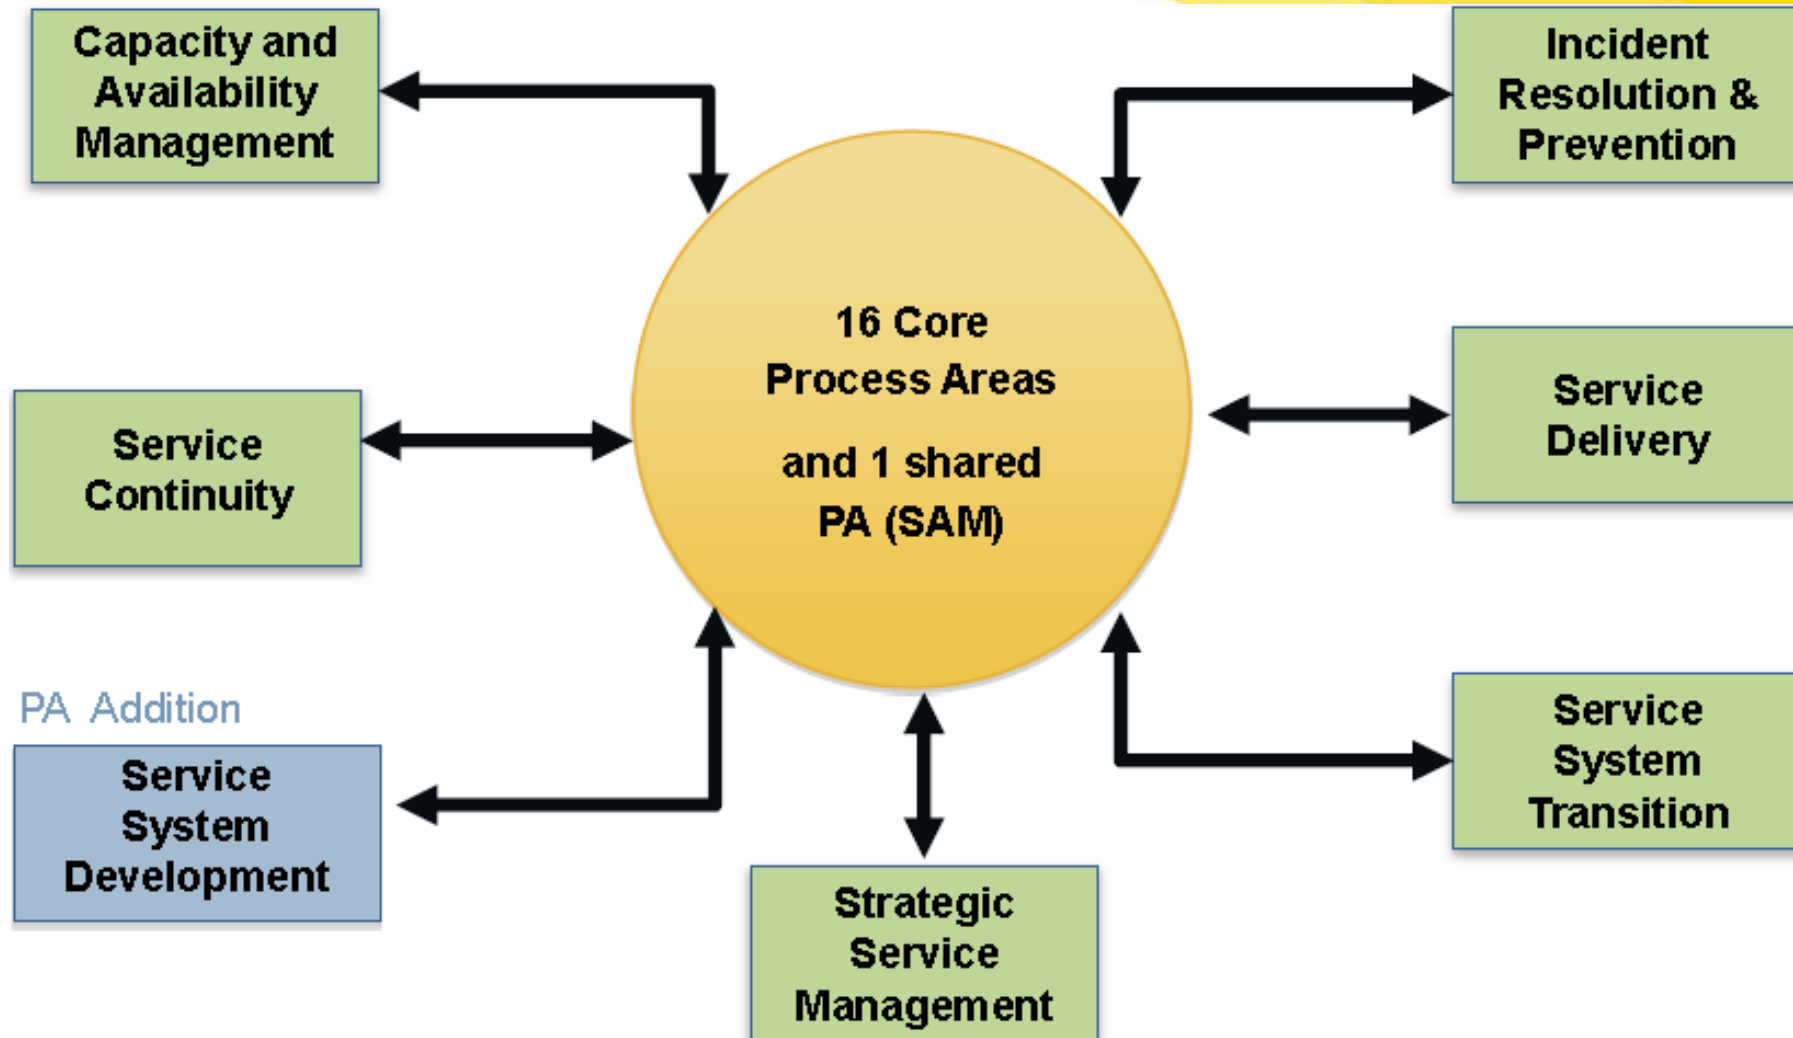 Capacity and
Availability
Management
Incident
Resolution &
Prevention
16 Core
Process Areas
and 1 shared
PA (SAM)
Service
Continuity
Service
Delivery
PA Addition
Service
System
Development
Strategic
Service
Management
Service
System
Transition